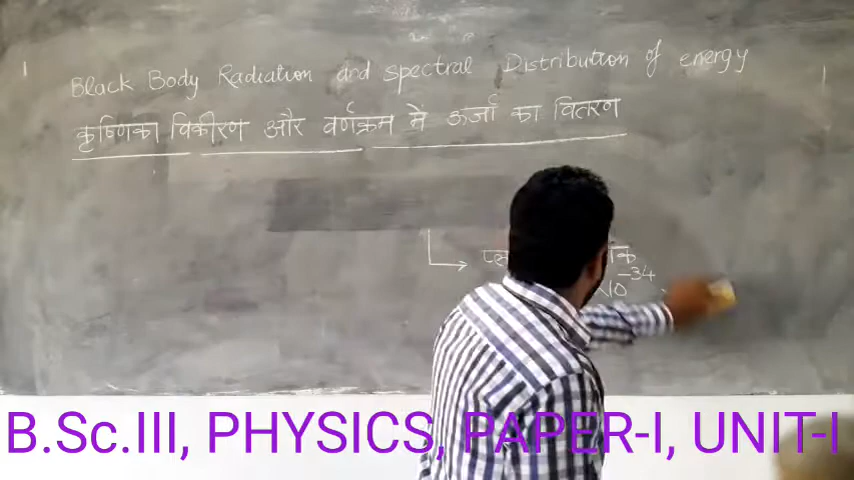 Black Body Radiation and spectral Distribution of energy
कृष्णिका विकीरण और वर्णक्रम में ऊर्जा का वितरण
10⁻³⁴
B.Sc.III, PHYSICS, PAPER-I, UNIT-I